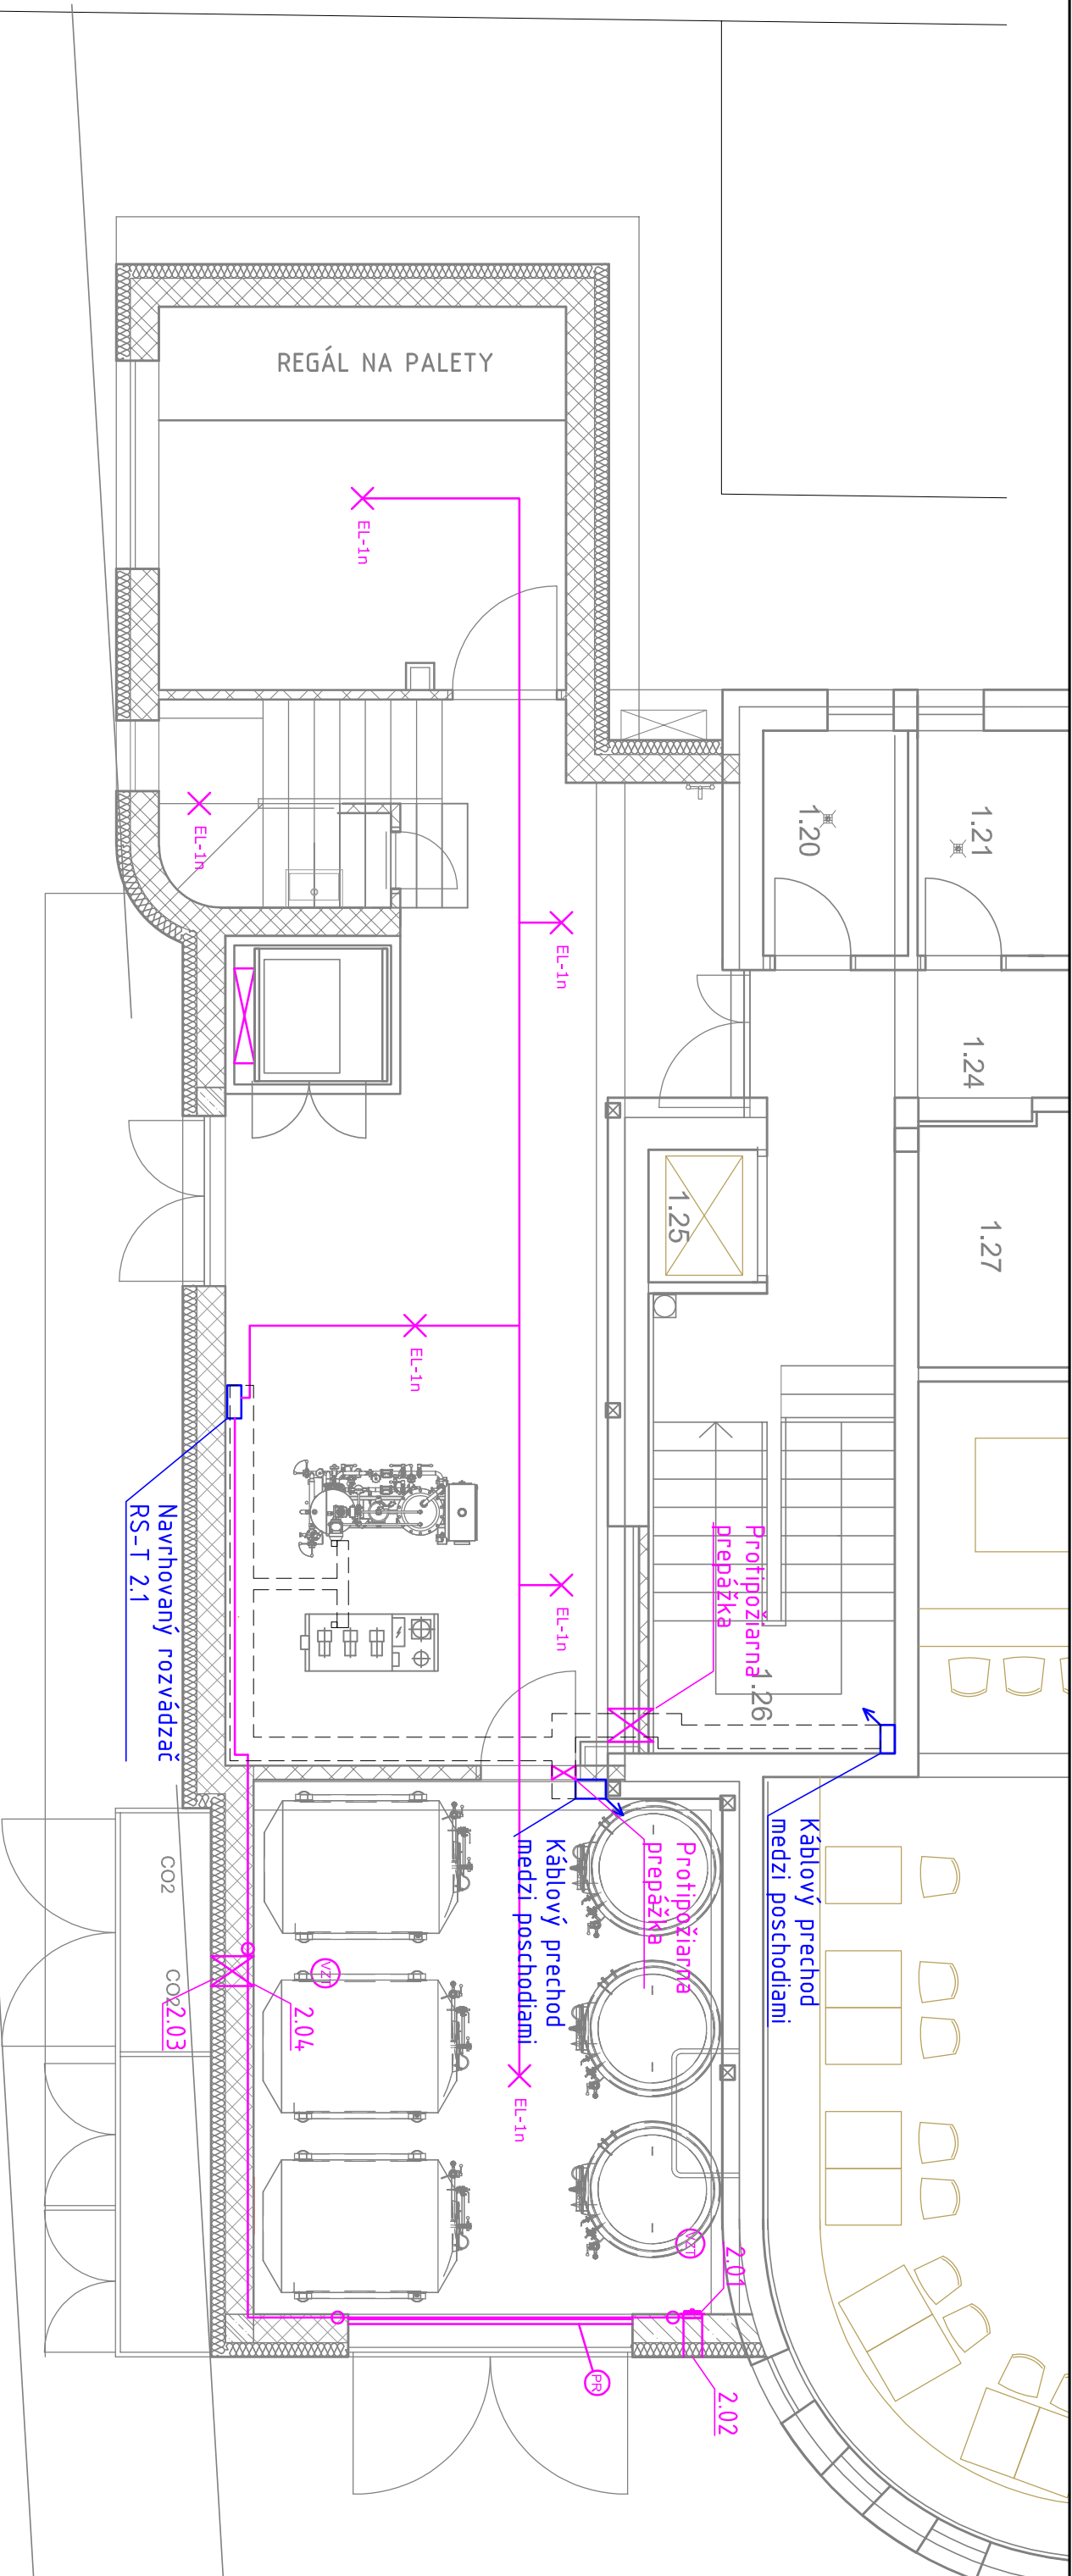 REGÁL NA PALETY
EL-1n
EL-1n
1.20
1.21
EL-1n
1.24
1.25
1.27
EL-1n
Navrhovaný rozvádzač
RS-T 2.1
EL-1n
Protipožiarna
prepážka
1.26
Káblový prechod
medzi poschodiami
Protipožiarna
prepážka
Káblový prechod
medzi poschodiami
CO2
CO2
VZT
2.03
2.04
EL-1n
VZT
2.01
PR
2.02